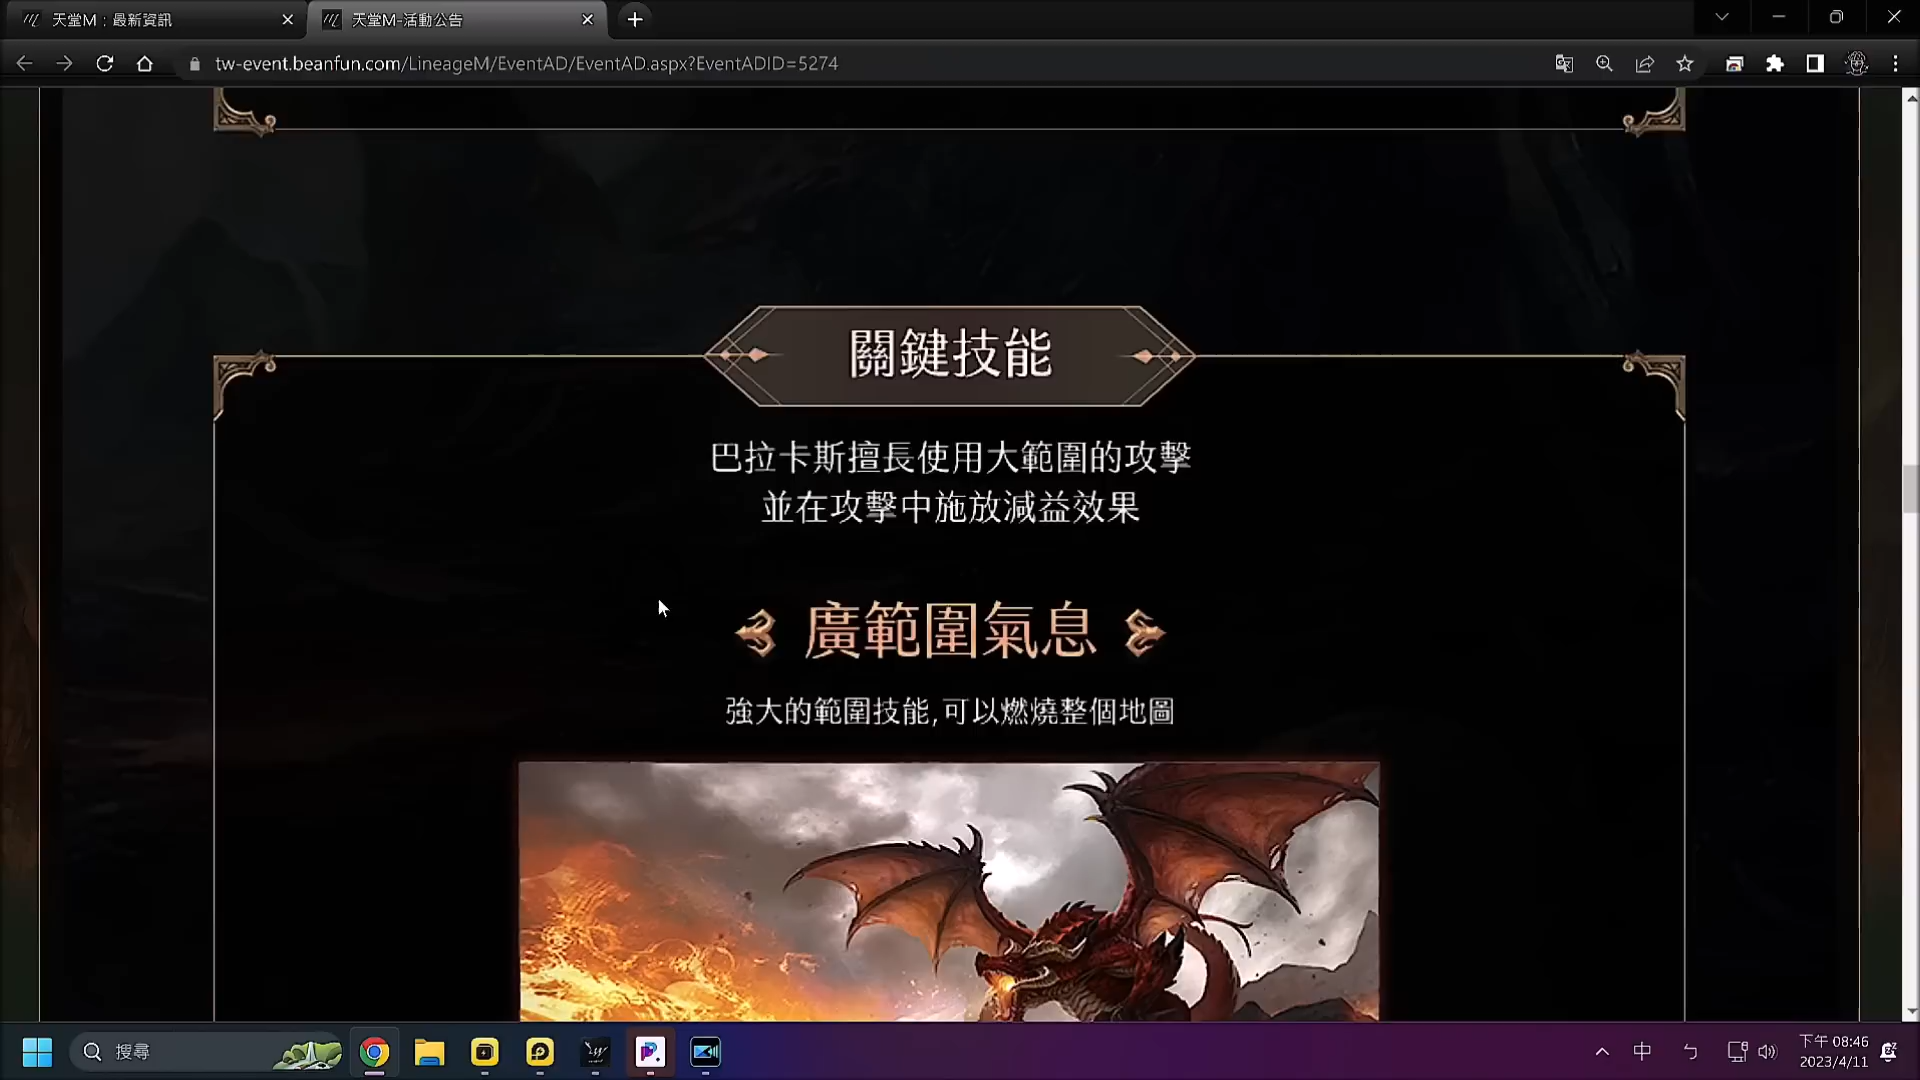 天堂M：最新資訊
天堂M-活動公告
tw-event.beanfun.com/LineageM/EventAD/EventAD.aspx?EventADID=5274
關鍵技能
巴拉卡斯擅長使用大範圍的攻擊
並在攻擊中施放減益效果
廣範圍氣息
強大的範圍技能,可以燃燒整個地圖
搜尋
中
ㄅ
下午 08:46
2023/4/11